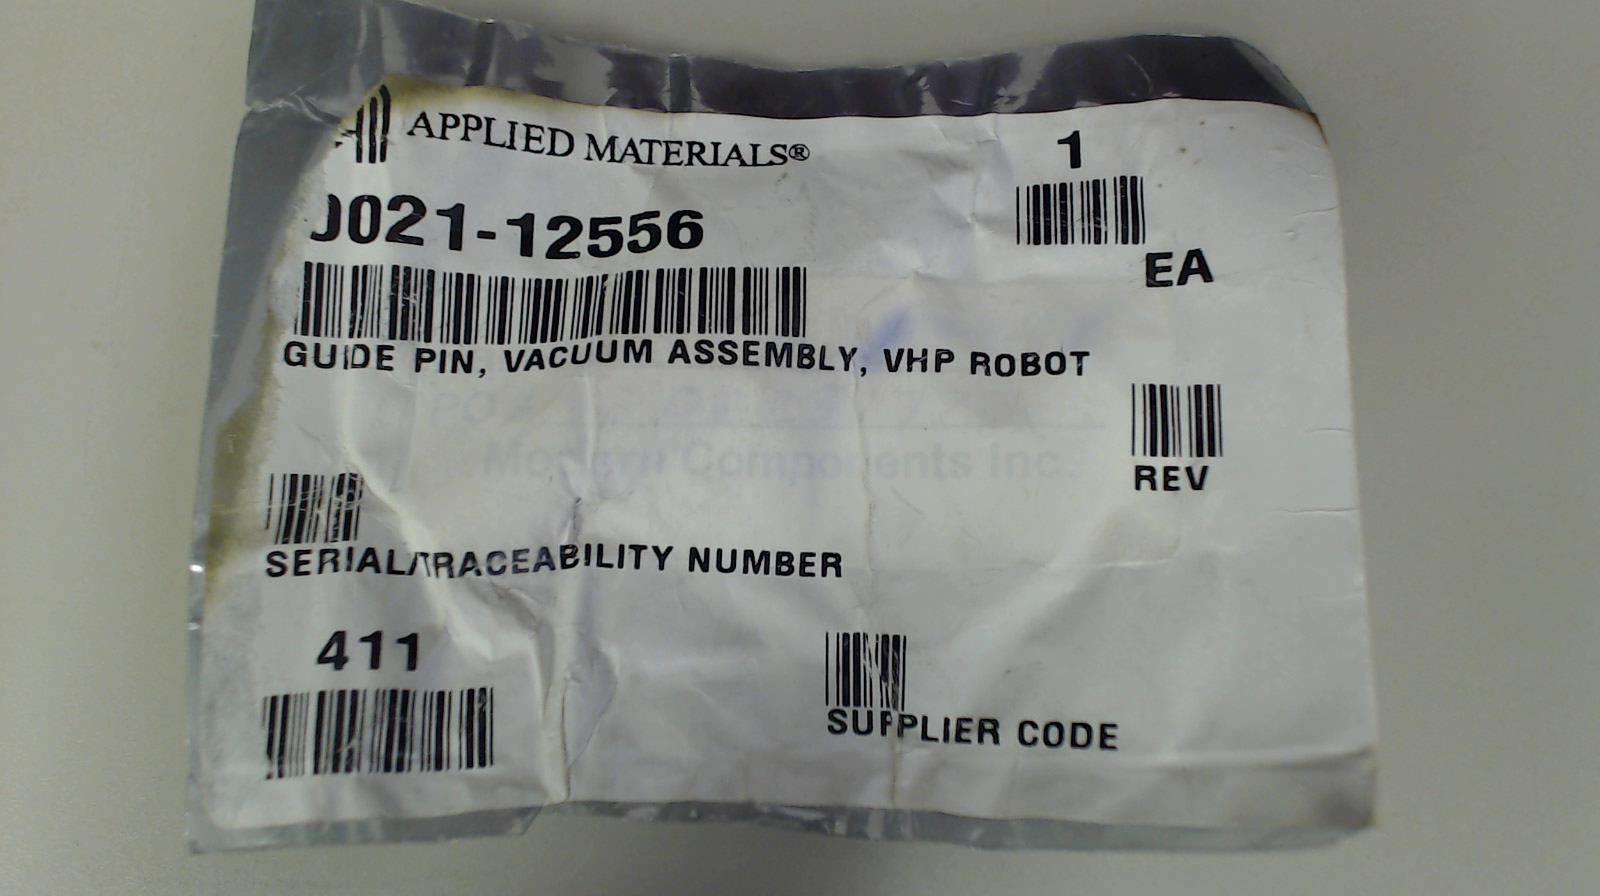 APPLIED MATERIALS®
1
0021-12556
EA
GUIDE PIN, VACUUM ASSEMBLY, VHP ROBOT
Modern Components Inc.
REV
SERIAL/TRACEABILITY NUMBER
411
SUPPLIER CODE